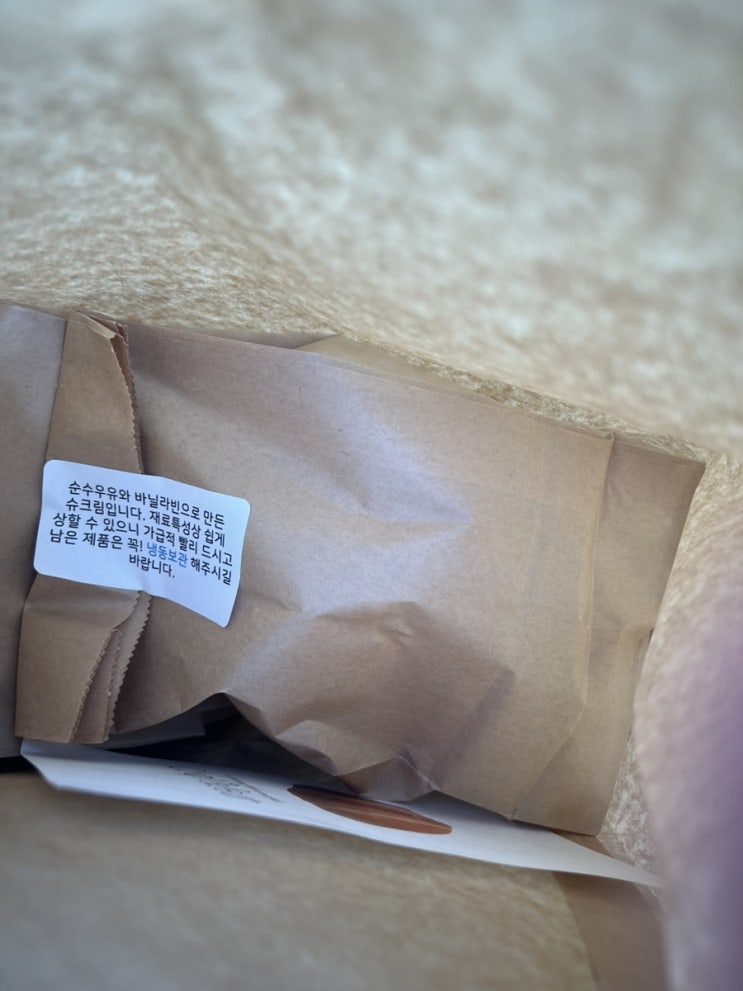 순수우유와 바닐라빈으로 만든
슈크림입니다. 재료특성상 쉽게
상할 수 있으니 가급적 빨리 드시고
남은 제품은 꼭! 냉동보관 해주시길
바랍니다.